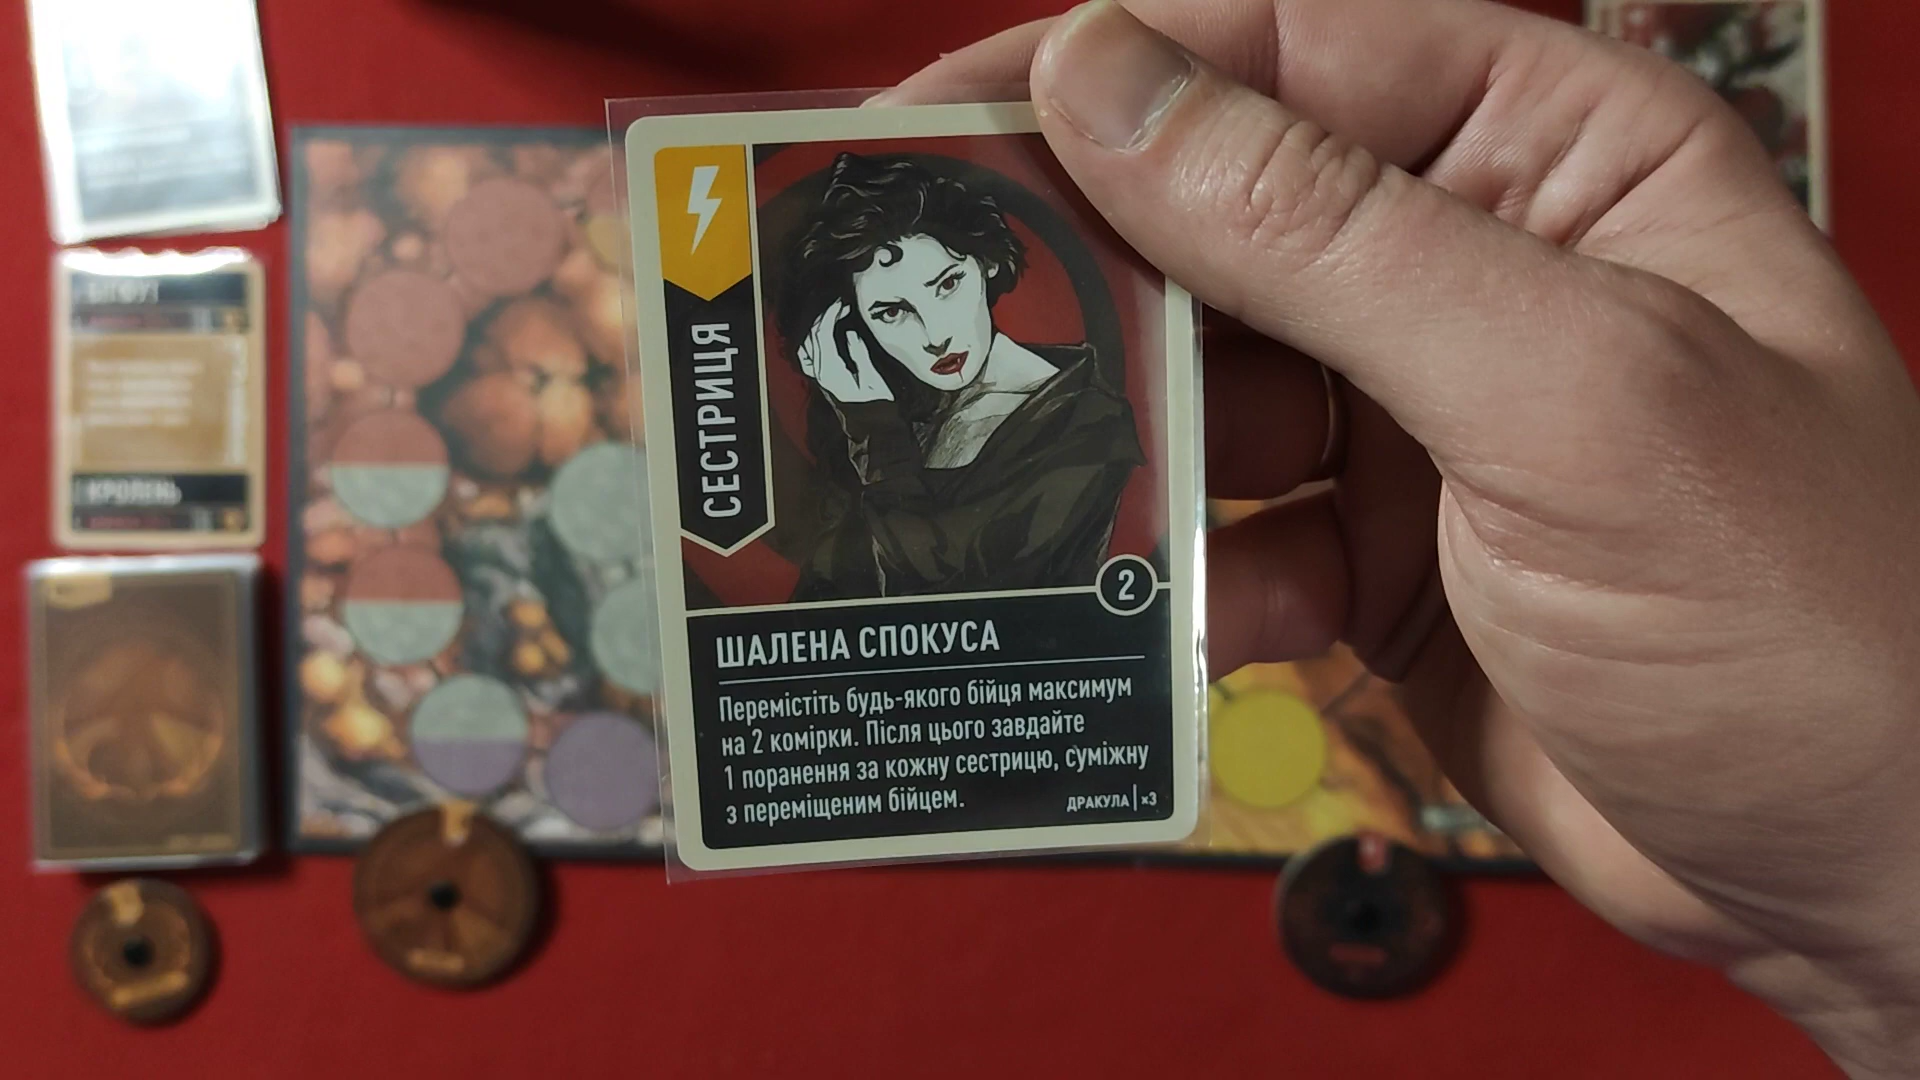 СЕСТРИЦЯ
2
ШАЛЕНА СПОКУСА
Перемістіть будь-якого бійця максимум
на 2 комірки. Після цього завдайте
1 поранення за кожну сестрицю, суміжну
з переміщеним бійцем.
ДРАКУЛА | ×3
КРОЛЕНЬ